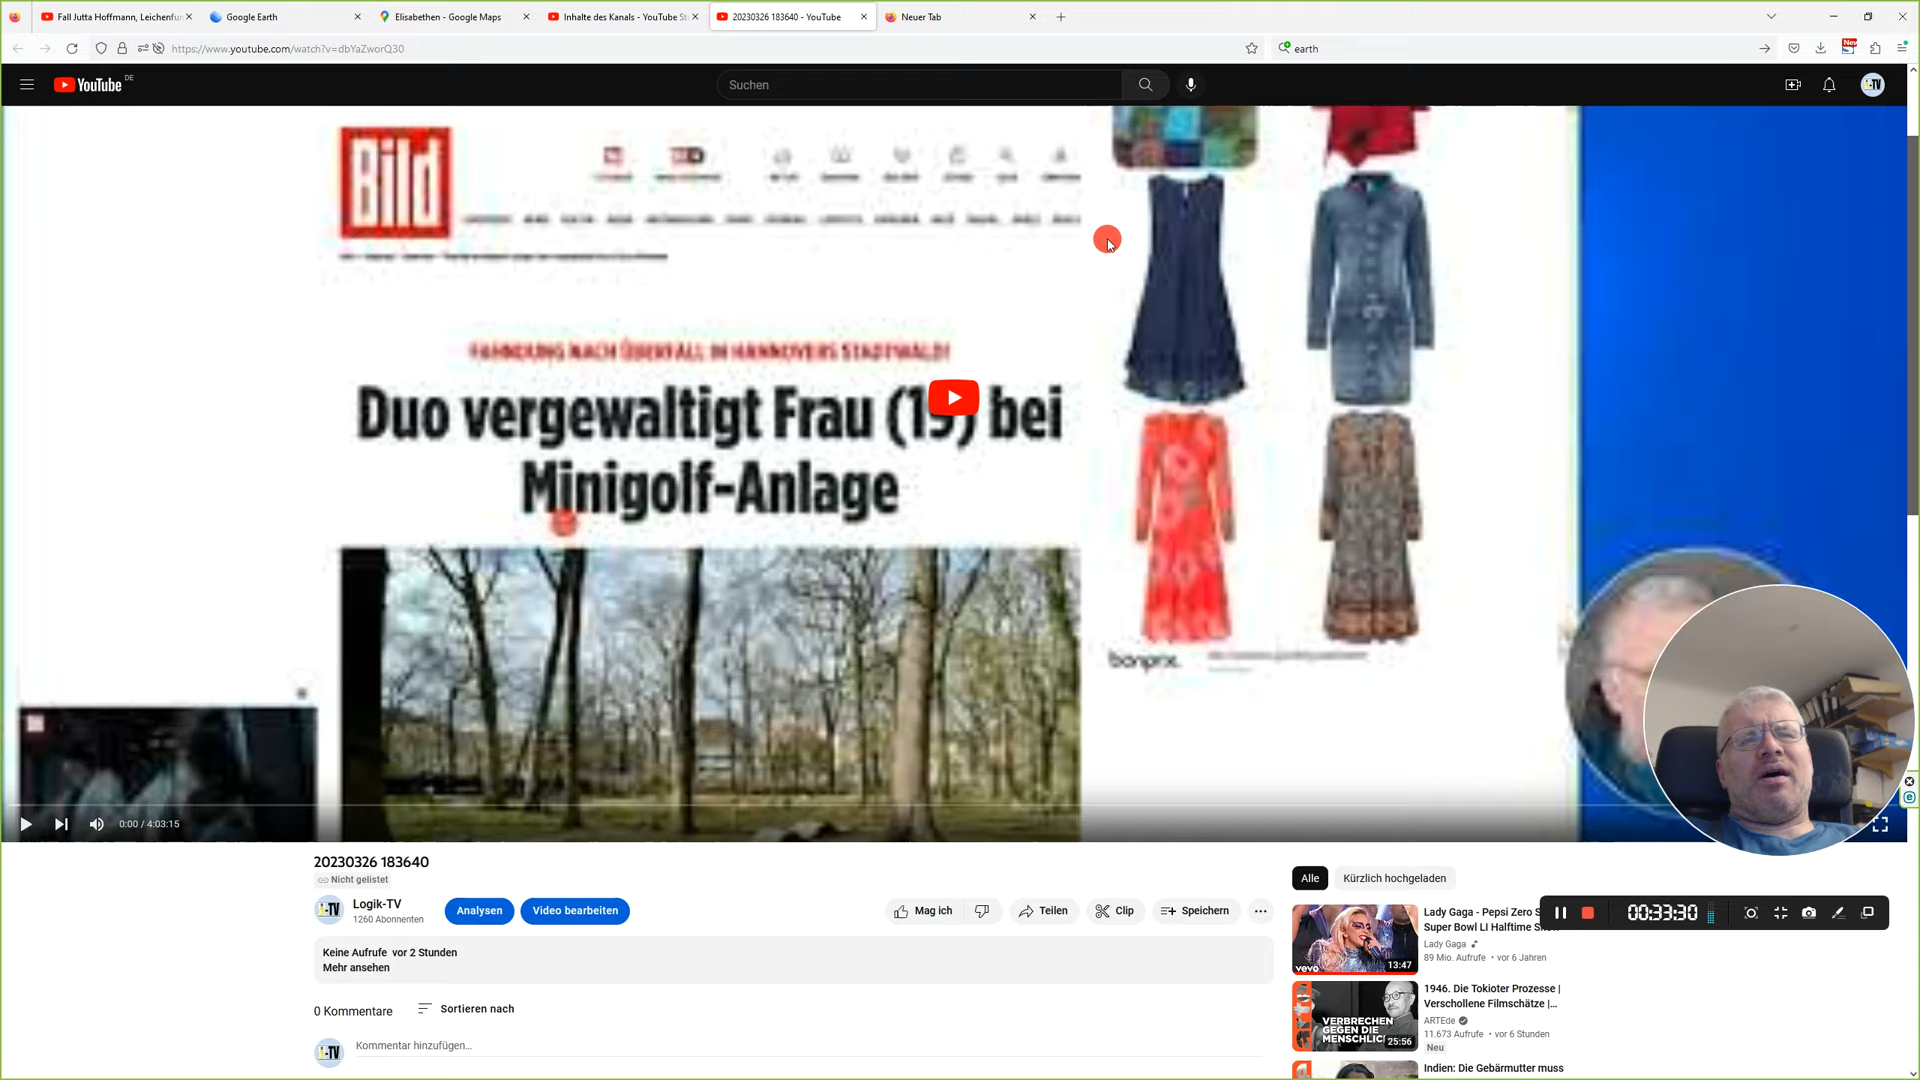 Fall Jutta Hoffmann, Leichenfu
Google Earth
Elisabethen - Google Maps
Inhalte des Kanals - YouTube St
20230326 183640 - YouTube
Neuer Tab
https://www.youtube.com/watch?v=dbYaZworQ30
earth
New
YouTube DE
Suchen
i-TV
Bild
FAHNDUNG NACH ÜBERFALL IN HANNOVERS STADTWALD!
Duo vergewaltigt Frau (19) bei
Minigolf-Anlage
bonprix
0:00 / 4:03:15
20230326 183640
Nicht gelistet
Logik-TV
1260 Abonnenten
Analysen
Video bearbeiten
Mag ich
Teilen
Clip
Speichern
Keine Aufrufe vor 2 Stunden
Mehr ansehen
0 Kommentare
Sortieren nach
Kommentar hinzufügen...
Alle
Kürzlich hochgeladen
00:33:30
vevo
13:47
Lady Gaga - Pepsi Zero S
Super Bowl LI Halftime Sh
Lady Gaga
89 Mio. Aufrufe • vor 6 Jahren
VERBRECHEN
GEGEN DIE
MENSCHLIC
25:56
1946. Die Tokioter Prozesse |
Verschollene Filmschätze |...
ARTEde
11.673 Aufrufe • vor 6 Stunden
Neu
Indien: Die Gebärmutter muss